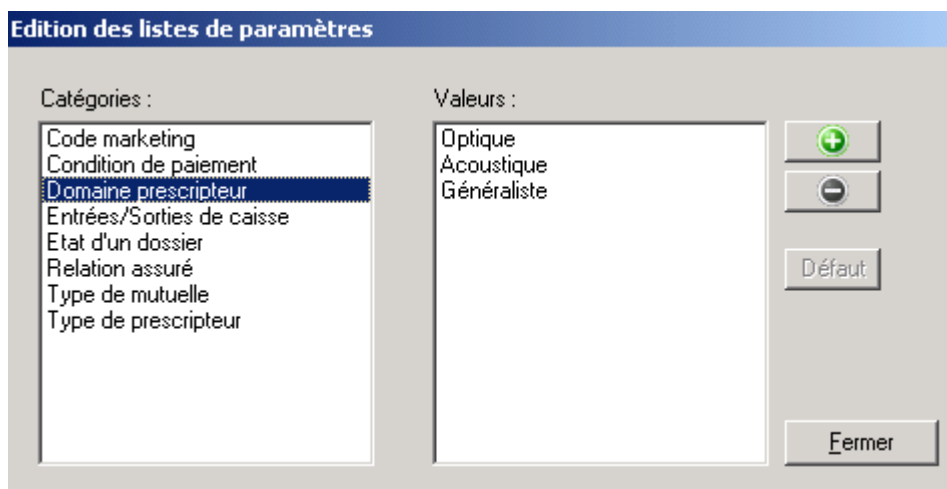 Edition des listes de paramètres
Catégories :
Code marketing
Condition de paiement
Domaine prescripteur
Entrées/Sorties de caisse
Etat d'un dossier
Relation assuré
Type de mutuelle
Type de prescripteur
Valeurs :
Optique
Acoustique
Généraliste
Défaut
Fermer